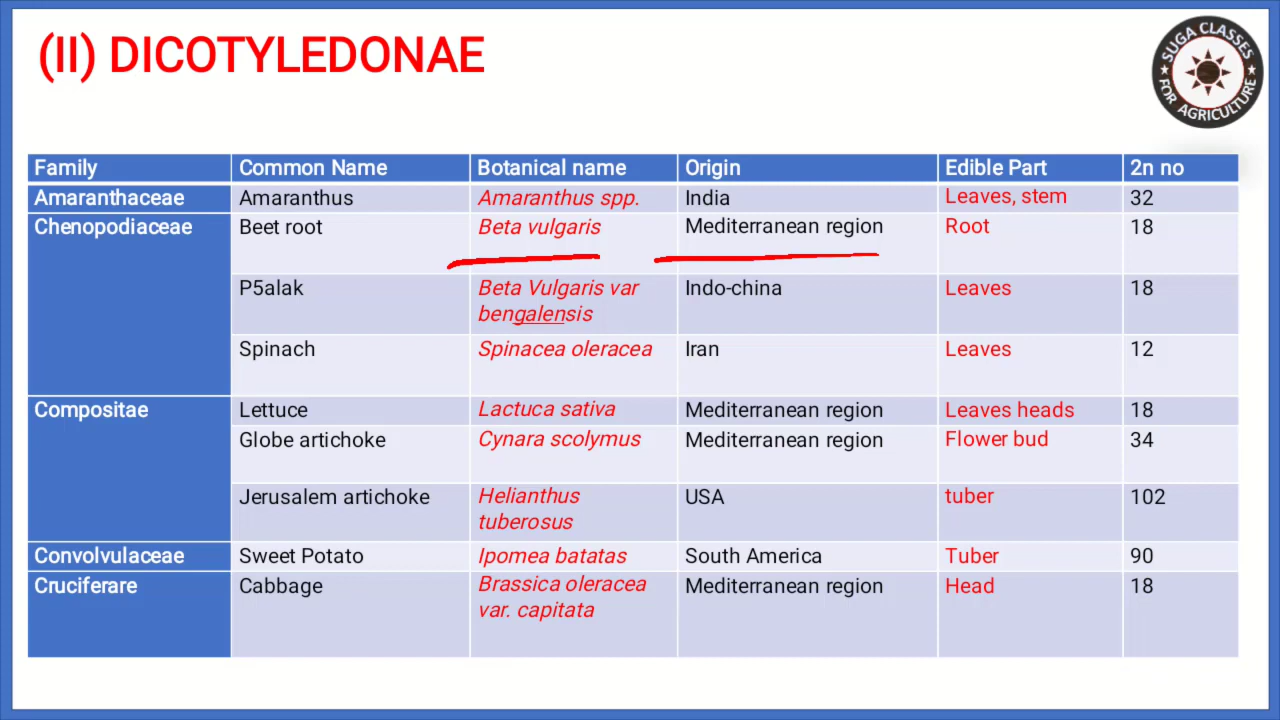 (II) DICOTYLEDONAE
SUGA CLASSES
FOR AGRICULTURE
Family Common Name Botanical name Origin Edible Part 2n no
Amaranthaceae Amaranthus Amaranthus spp. India Leaves, stem 32
Chenopodiaceae Beet root Beta vulgaris Mediterranean region Root 18
P5alak Beta Vulgaris var Indo-china Leaves 18
bengalensis
Spinach Spinacea oleracea Iran Leaves 12
Compositae Lettuce Lactuca sativa Mediterranean region Leaves heads 18
Globe artichoke Cynara scolymus Mediterranean region Flower bud 34
Jerusalem artichoke Helianthus USA tuber 102
tuberosus
Convolvulaceae Sweet Potato Ipomea batatas South America Tuber 90
Cruciferare Cabbage Brassica oleracea Mediterranean region Head 18
var. capitata